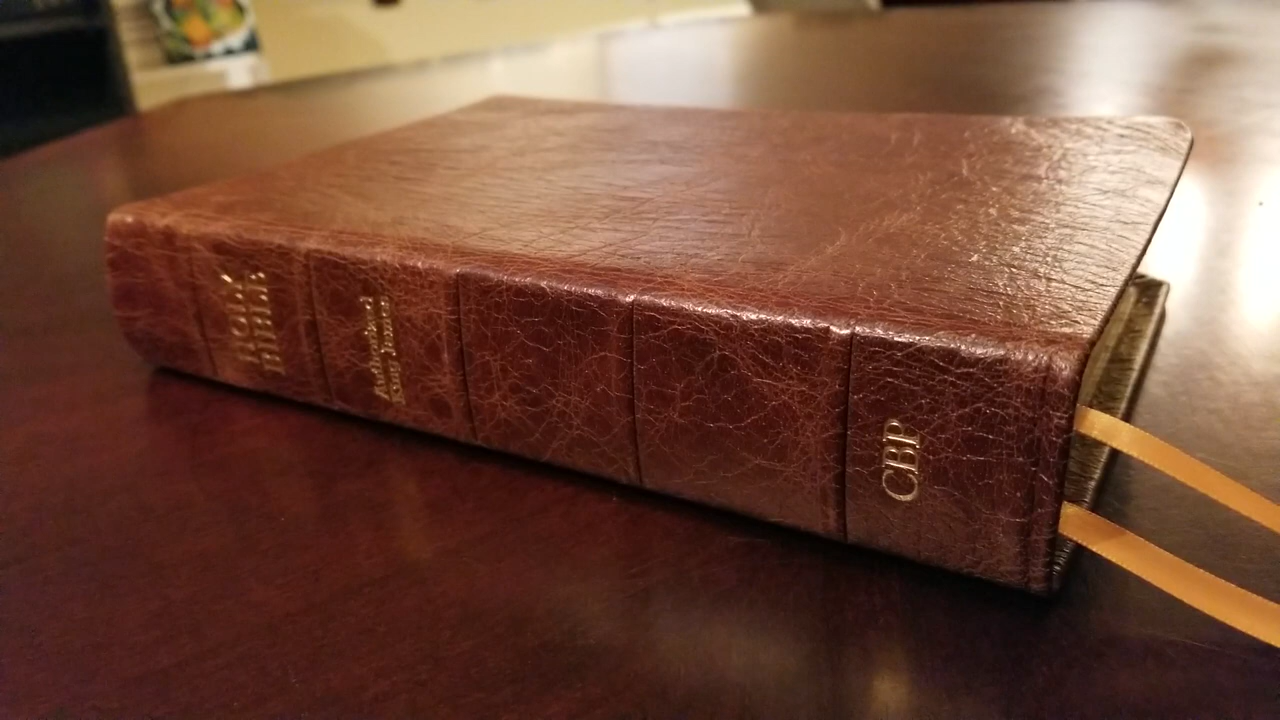 HOLY
BIBLE
Authorized
King James
CBP